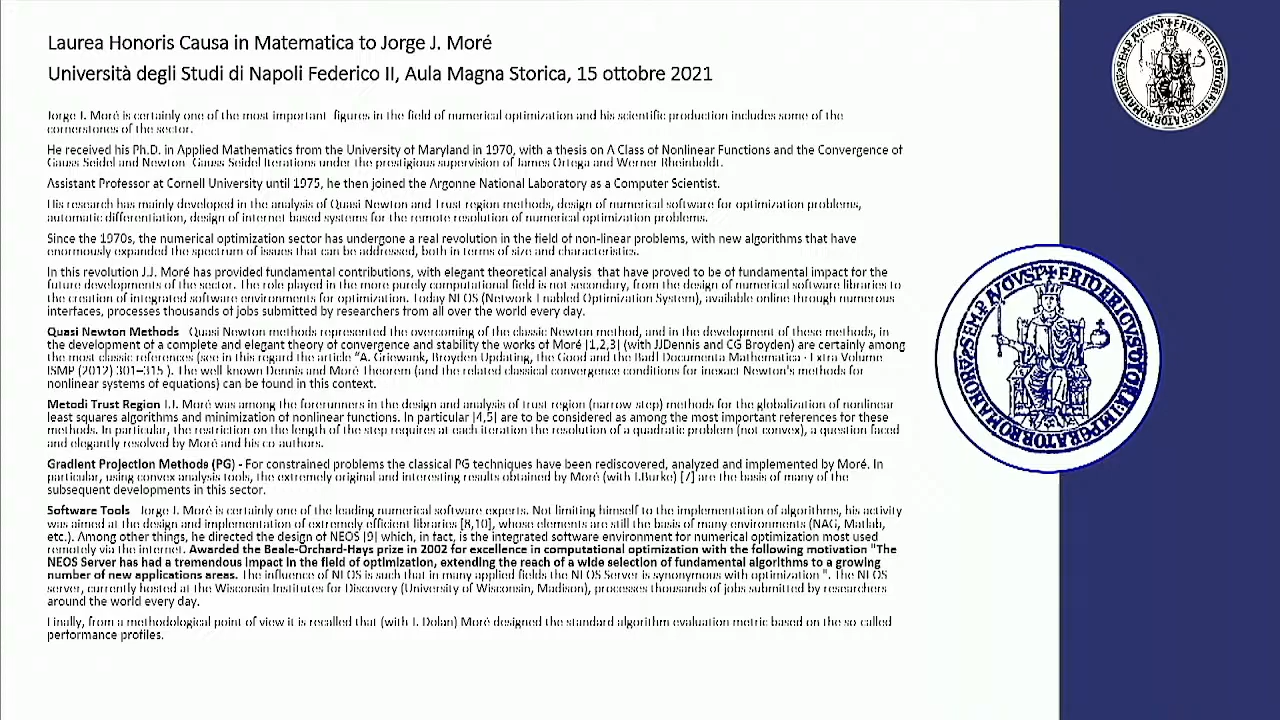 Laurea Honoris Causa in Matematica to Jorge J. Moré
Università degli Studi di Napoli Federico II, Aula Magna Storica, 15 ottobre 2021
Jorge J. Moré is certainly one of the most important figures in the field of numerical optimization and his scientific production includes some of the
cornerstones of the sector.
He received his Ph.D. in Applied Mathematics from the University of Maryland in 1970, with a thesis on A Class of Nonlinear Functions and the Convergence of
Gauss-Seidel and Newton-Gauss-Seidel Iterations under the prestigious supervision of James Ortega and Werner Rheinboldt.
Assistant Professor at Cornell University until 1975, he then joined the Argonne National Laboratory as a Computer Scientist.
His research has mainly developed in the analysis of Quasi Newton and Trust region methods, design of numerical software for optimization problems,
automatic differentiation, design of internet based systems for the remote resolution of numerical optimization problems.
Since the 1970s, the numerical optimization sector has undergone a real revolution in the field of non-linear problems, with new algorithms that have
enormously expanded the spectrum of issues that can be addressed, both in terms of size and characteristics.
In this revolution J.J. Moré has provided fundamental contributions, with elegant theoretical analysis that have proved to be of fundamental impact for the
future developments of the sector. The role played in the more purely computational field is not secondary, from the design of numerical software libraries to
the creation of integrated software environments for optimization. Today NEOS (Network Enabled Optimization System), available online through numerous
interfaces, processes thousands of jobs submitted by researchers from all over the world every day.
Quasi Newton Methods - Quasi Newton methods represented the overcoming of the classic Newton method, and in the development of these methods, in
the development of a complete and elegant theory of convergence and stability the works of Moré [1,2,3] (with JJDennis and CG Broyden) are certainly among
the most classic references (see in this regard the article "A. Griewank, Broyden Updating, the Good and the Bad! Documenta Mathematica · Extra Volume
ISMP (2012) 301–315 ). The well known Dennis and Moré Theorem (and the related classical convergence conditions for inexact Newton's methods for
nonlinear systems of equations) can be found in this context.
Metodi Trust Region J.J. Moré was among the forerunners in the design and analysis of trust region (narrow step) methods for the globalization of nonlinear
least squares algorithms and minimization of nonlinear functions. In particular [4,5] are to be considered as among the most important references for these
methods. In particular, the restriction on the length of the step requires at each iteration the resolution of a quadratic problem (not convex), a question faced
and elegantly resolved by Moré and his co-authors.
Gradient Projection Methods (PG) - For constrained problems the classical PG techniques have been rediscovered, analyzed and implemented by Moré. In
particular, using convex analysis tools, the extremely original and interesting results obtained by Moré (with J.Burke) [7] are the basis of many of the
subsequent developments in this sector.
Software Tools - Jorge J. Moré is certainly one of the leading numerical software experts. Not limiting himself to the implementation of algorithms, his activity
was aimed at the design and implementation of extremely efficient libraries [8,10], whose elements are still the basis of many environments (NAG, Matlab,
etc.). Among other things, he directed the design of NEOS [9] which, in fact, is the integrated software environment for numerical optimization most used
remotely via the internet. Awarded the Beale-Orchard-Hays prize in 2002 for excellence in computational optimization with the following motivation "The
NEOS Server has had a tremendous impact in the field of optimization, extending the reach of a wide selection of fundamental algorithms to a growing
number of new applications areas. The influence of NEOS is such that in many applied fields the NEOS Server is synonymous with optimization ". The NEOS
server, currently hosted at the Wisconsin Institutes for Discovery (University of Wisconsin, Madison), processes thousands of jobs submitted by researchers
around the world every day.
Finally, from a methodological point of view it is recalled that (with E. Dolan) Moré designed the standard algorithm evaluation metric based on the so-called
performance profiles.